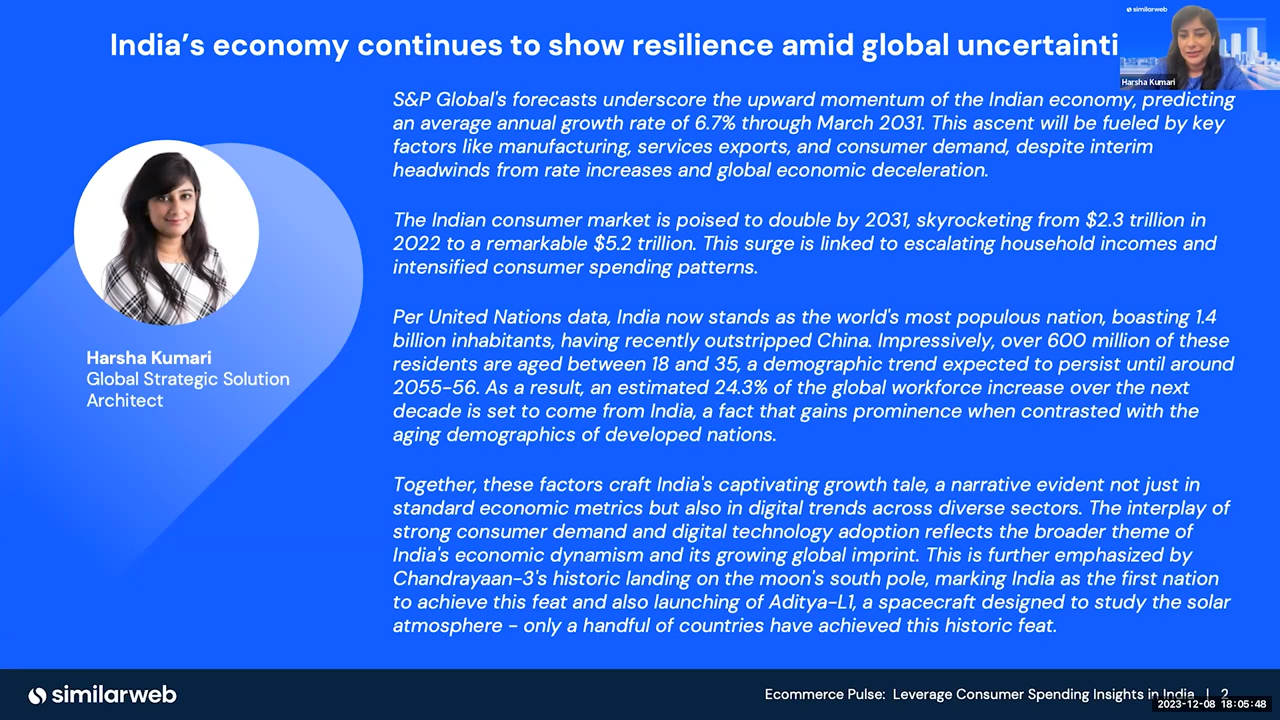 India's economy continues to show resilience amid global uncertainti
similarweb
Harsha Kumari
S&P Global's forecasts underscore the upward momentum of the Indian economy, predicting
an average annual growth rate of 6.7% through March 2031. This ascent will be fueled by key
factors like manufacturing, services exports, and consumer demand, despite interim
headwinds from rate increases and global economic deceleration.
The Indian consumer market is poised to double by 2031, skyrocketing from $2.3 trillion in
2022 to a remarkable $5.2 trillion. This surge is linked to escalating household incomes and
intensified consumer spending patterns.
Per United Nations data, India now stands as the world's most populous nation, boasting 1.4
billion inhabitants, having recently outstripped China. Impressively, over 600 million of these
residents are aged between 18 and 35, a demographic trend expected to persist until around
2055-56. As a result, an estimated 24.3% of the global workforce increase over the next
decade is set to come from India, a fact that gains prominence when contrasted with the
aging demographics of developed nations.
Together, these factors craft India's captivating growth tale, a narrative evident not just in
standard economic metrics but also in digital trends across diverse sectors. The interplay of
strong consumer demand and digital technology adoption reflects the broader theme of
India's economic dynamism and its growing global imprint. This is further emphasized by
Chandrayaan-3's historic landing on the moon's south pole, marking India as the first nation
to achieve this feat and also launching of Aditya-L1, a spacecraft designed to study the solar
atmosphere - only a handful of countries have achieved this historic feat.
Harsha Kumari
Global Strategic Solution
Architect
similarweb
Ecommerce Pulse: Leverage Consumer Spending Insights in India | 2
2023-12-08 18:05:48